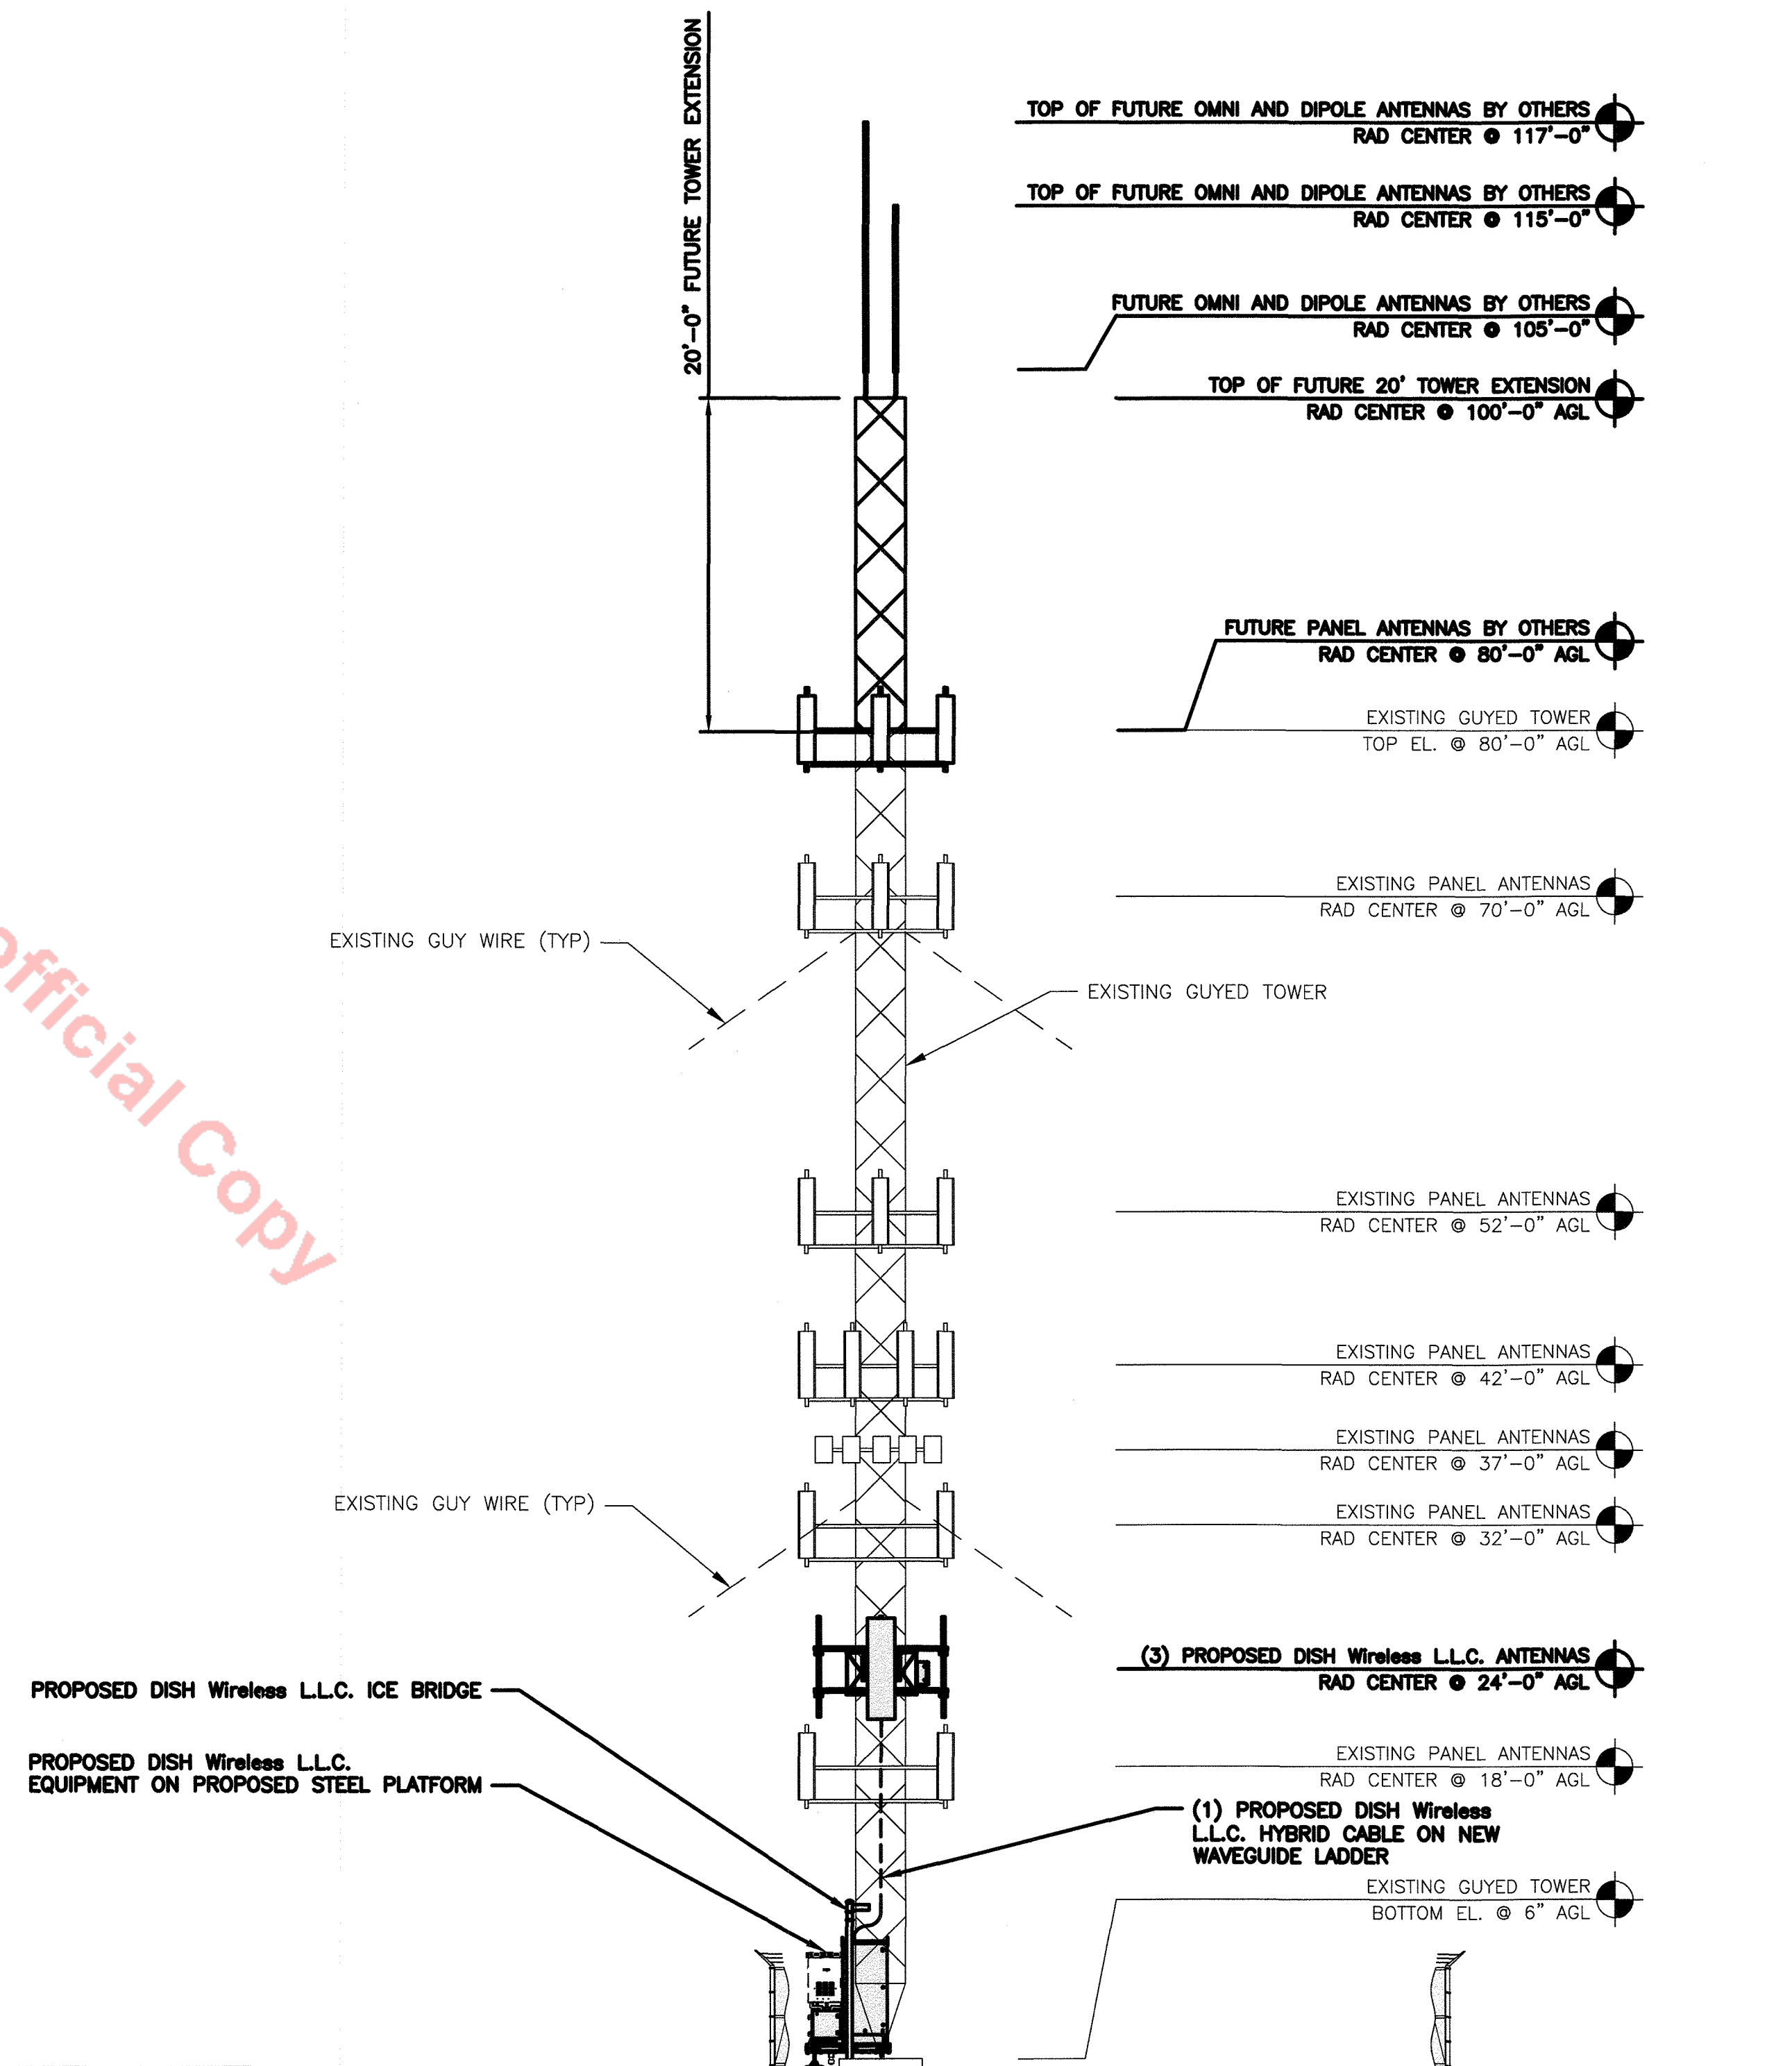 20'-0" FUTURE TOWER EXTENSION
TOP OF FUTURE OMNI AND DIPOLE ANTENNAS BY OTHERS
RAD CENTER @ 117'-0"
TOP OF FUTURE OMNI AND DIPOLE ANTENNAS BY OTHERS
RAD CENTER @ 115'-0"
FUTURE OMNI AND DIPOLE ANTENNAS BY OTHERS
RAD CENTER @ 105'-0"
TOP OF FUTURE 20' TOWER EXTENSION
RAD CENTER @ 100'-0" AGL
FUTURE PANEL ANTENNAS BY OTHERS
RAD CENTER @ 80'-0" AGL
EXISTING GUYED TOWER
TOP EL. @ 80'-0" AGL
EXISTING PANEL ANTENNAS
RAD CENTER @ 70'-0" AGL
EXISTING GUY WIRE (TYP)
EXISTING GUYED TOWER
official Copy
EXISTING PANEL ANTENNAS
RAD CENTER @ 52'-0" AGL
EXISTING PANEL ANTENNAS
RAD CENTER @ 42'-0" AGL
EXISTING PANEL ANTENNAS
RAD CENTER @ 37'-0" AGL
EXISTING GUY WIRE (TYP)
EXISTING PANEL ANTENNAS
RAD CENTER @ 32'-0" AGL
(3) PROPOSED DISH Wireless L.L.C. ANTENNAS
RAD CENTER @ 24'-0" AGL
PROPOSED DISH Wireless L.L.C. ICE BRIDGE
PROPOSED DISH Wireless L.L.C.
EQUIPMENT ON PROPOSED STEEL PLATFORM
EXISTING PANEL ANTENNAS
RAD CENTER @ 18'-0" AGL
(1) PROPOSED DISH Wireless
L.L.C. HYBRID CABLE ON NEW
WAVEGUIDE LADDER
EXISTING GUYED TOWER
BOTTOM EL. @ 6" AGL